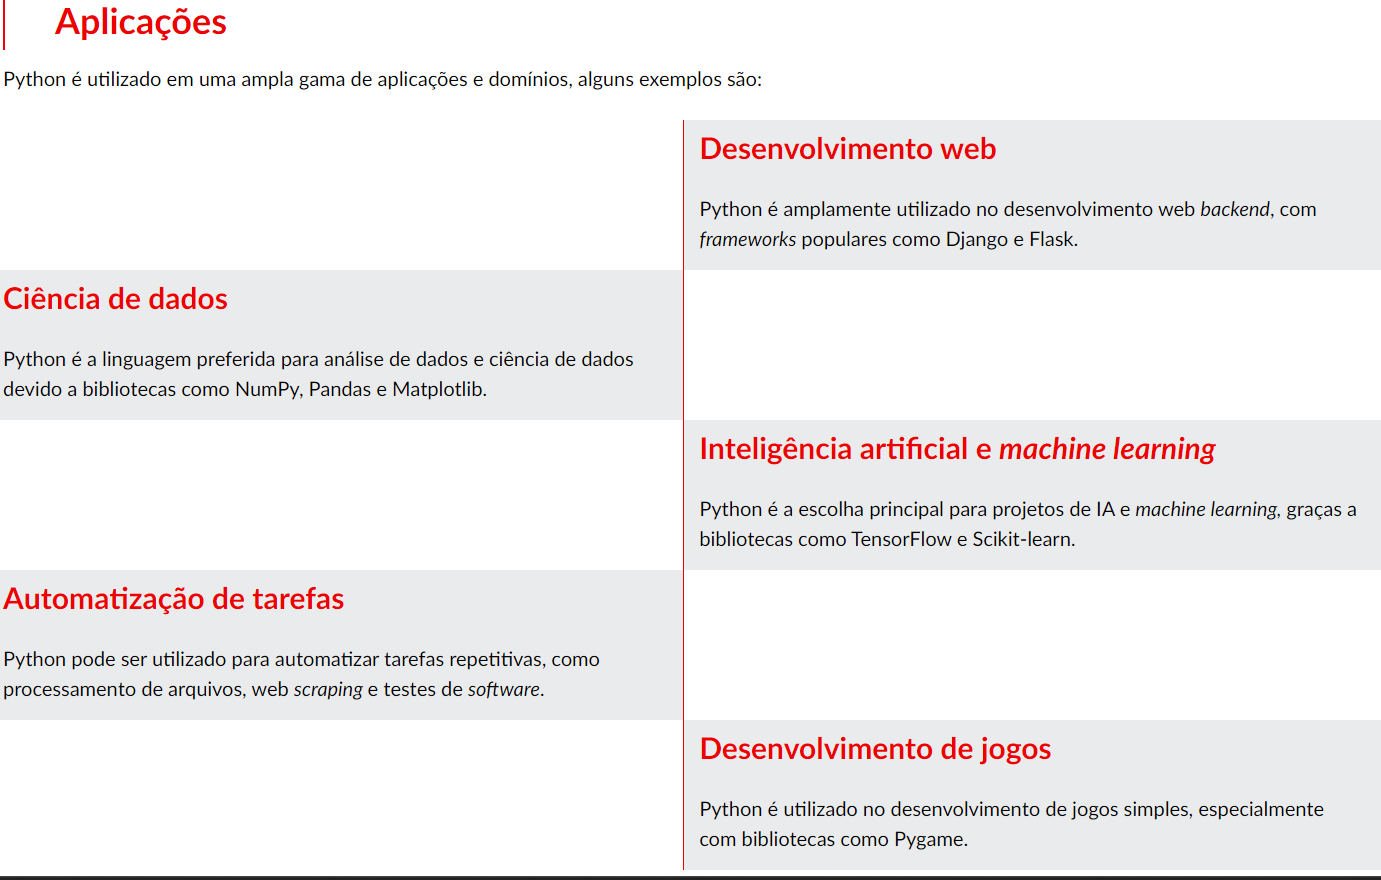 Aplicações
Python é utilizado em uma ampla gama de aplicações e domínios, alguns exemplos são:
Desenvolvimento web
Python é amplamente utilizado no desenvolvimento web backend, com
frameworks populares como Django e Flask.
Ciência de dados
Python é a linguagem preferida para análise de dados e ciência de dados
devido a bibliotecas como NumPy, Pandas e Matplotlib.
Inteligência artificial e machine learning
Python é a escolha principal para projetos de IA e machine learning, graças a
bibliotecas como TensorFlow e Scikit-learn.
Automatização de tarefas
Python pode ser utilizado para automatizar tarefas repetitivas, como
processamento de arquivos, web scraping e testes de software.
Desenvolvimento de jogos
Python é utilizado no desenvolvimento de jogos simples, especialmente
com bibliotecas como Pygame.